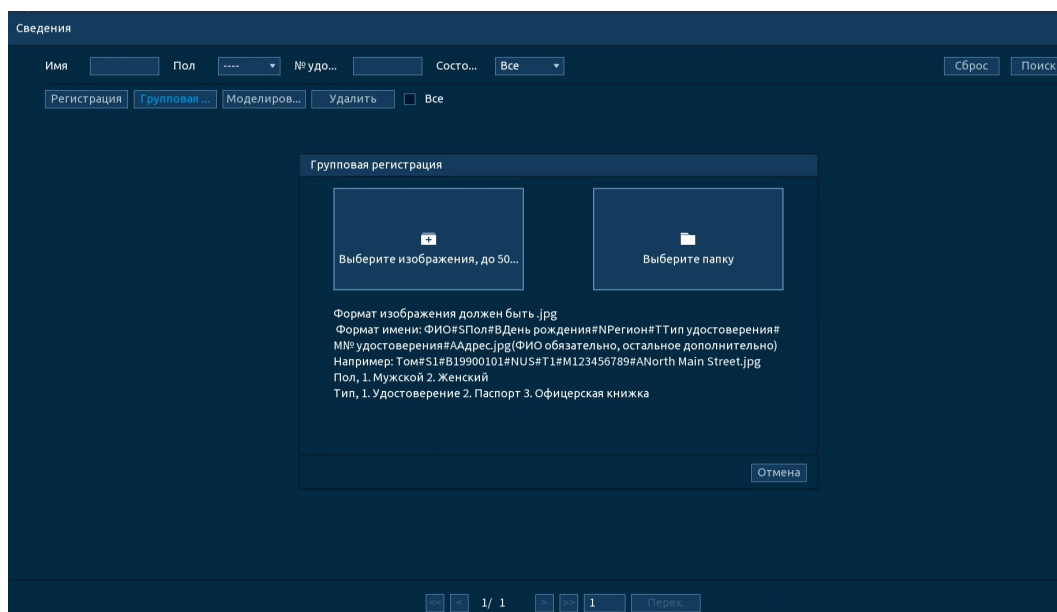 Сведения
Имя Пол ---- № удо... Состо... Все Сброс Поиск
Регистрация Групповая ... Моделиров... Удалить Все
Групповая регистрация
Выберите изображения, до 50... Выберите папку
Формат изображения должен быть .jpg
Формат имени: ФИО#SПол#BДень рождения#NРегион#TТип удостоверения#
M№ удостоверения#AАдрес.jpg(ФИО обязательно, остальное дополнительно)
Например: Том#S1#B19900101#NUS#T1#M123456789#ANorth Main Street.jpg
Пол, 1. Мужской 2. Женский
Тип, 1. Удостоверение 2. Паспорт 3. Офицерская книжка
Отмена
<< < 1/ 1 > >> 1 Перех.